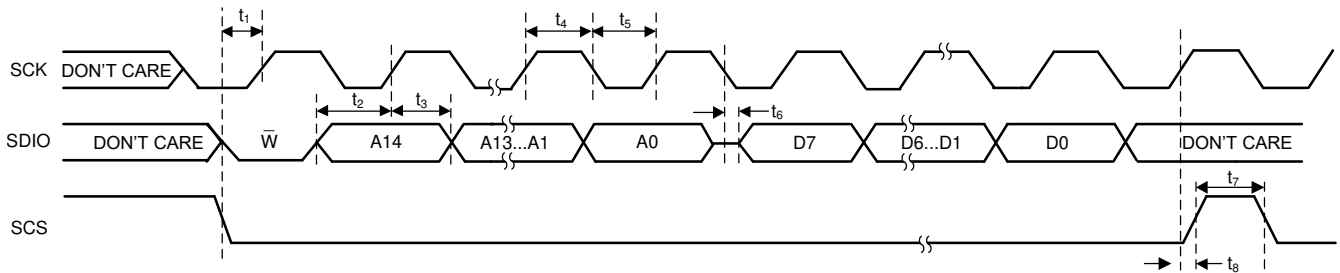 t1 t4 t5
SCK DON'T CARE
t2 t3 t6
SDIO DON'T CARE W̅ A14 A13...A1 A0 D7 D6...D1 D0 DON'T CARE
t7
SCS
t8